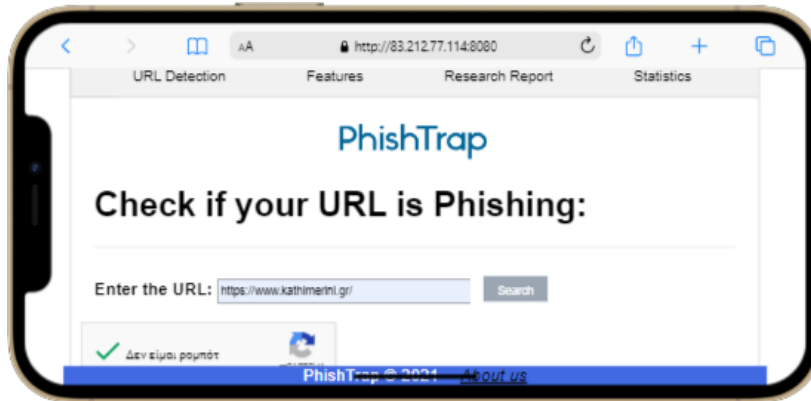 AA http://83.212.77.114:8080
URL Detection Features Research Report Statistics
PhishTrap
Check if your URL is Phishing:
Enter the URL: https://www.kathimerini.gr/ Search
Δεν είμαι ρομπότ
PhishTrap © 2021 About us